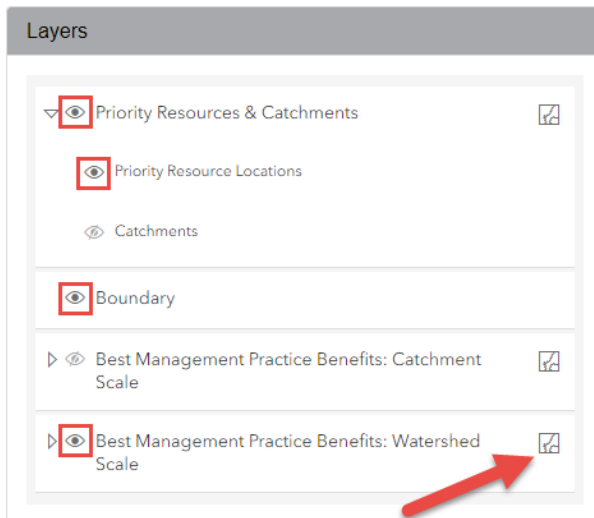 Layers
Priority Resources & Catchments
Priority Resource Locations
Catchments
Boundary
Best Management Practice Benefits: Catchment
Scale
Best Management Practice Benefits: Watershed
Scale